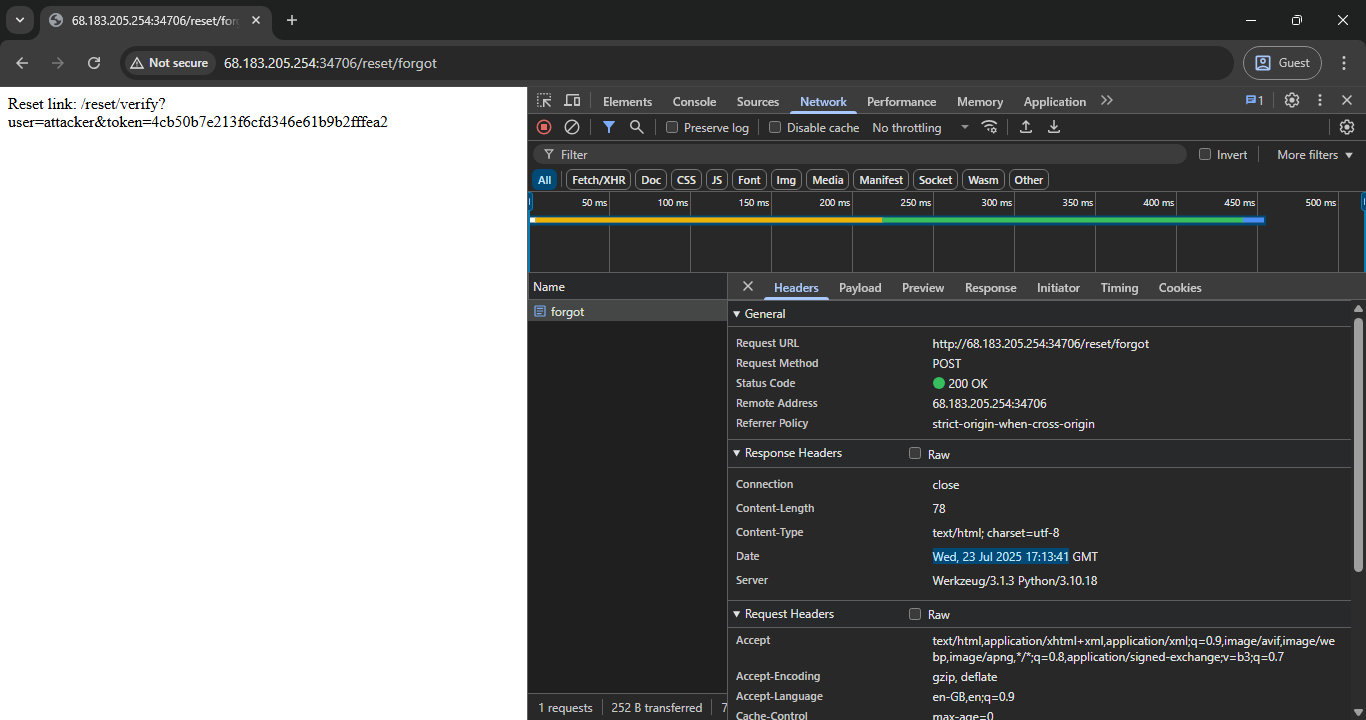 68.183.205.254:34706/reset/for
Not secure 68.183.205.254:34706/reset/forgot Guest
Reset link: /reset/verify?
user=attacker&token=4cb50b7e213f6cfd346e61b9b2fffea2
Elements Console Sources Network Performance Memory Application 1
Preserve log Disable cache No throttling
Filter Invert More filters
All Fetch/XHR Doc CSS JS Font Img Media Manifest Socket Wasm Other
50 ms 100 ms 150 ms 200 ms 250 ms 300 ms 350 ms 400 ms 450 ms 500 ms
Name
forgot
Headers Payload Preview Response Initiator Timing Cookies
General
Request URL http://68.183.205.254:34706/reset/forgot
Request Method POST
Status Code 200 OK
Remote Address 68.183.205.254:34706
Referrer Policy strict-origin-when-cross-origin
Response Headers Raw
Connection close
Content-Length 78
Content-Type text/html; charset=utf-8
Date Wed, 23 Jul 2025 17:13:41 GMT
Server Werkzeug/3.1.3 Python/3.10.18
Request Headers Raw
Accept text/html,application/xhtml+xml,application/xml;q=0.9,image/avif,image/we
bp,image/apng,*/*;q=0.8,application/signed-exchange;v=b3;q=0.7
Accept-Encoding gzip, deflate
Accept-Language en-GB,en;q=0.9
Cache-Control max-age=0
1 requests 252 B transferred 7